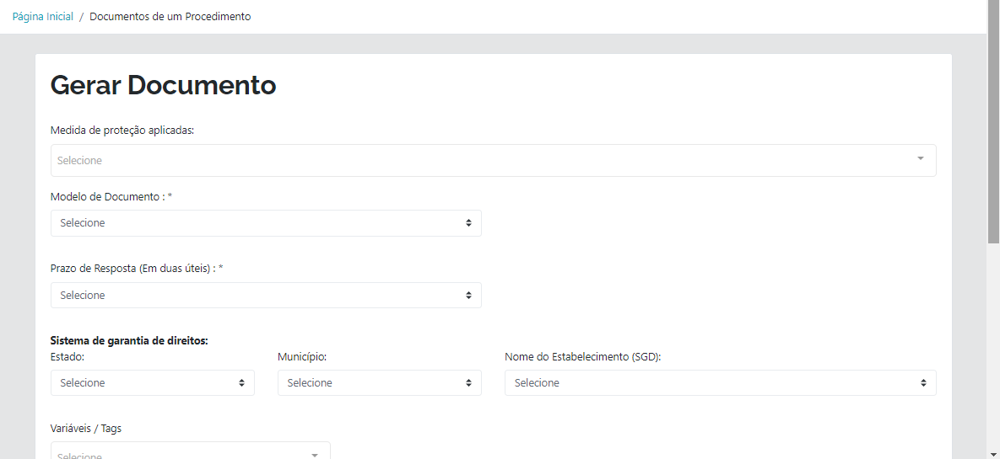 Página Inicial / Documentos de um Procedimento
Gerar Documento
Medida de proteção aplicadas:
Selecione
Modelo de Documento : *
Selecione
Prazo de Resposta (Em duas úteis) : *
Selecione
Sistema de garantia de direitos:
Estado: Município: Nome do Estabelecimento (SGD):
Selecione Selecione Selecione
Variáveis / Tags
Selecione